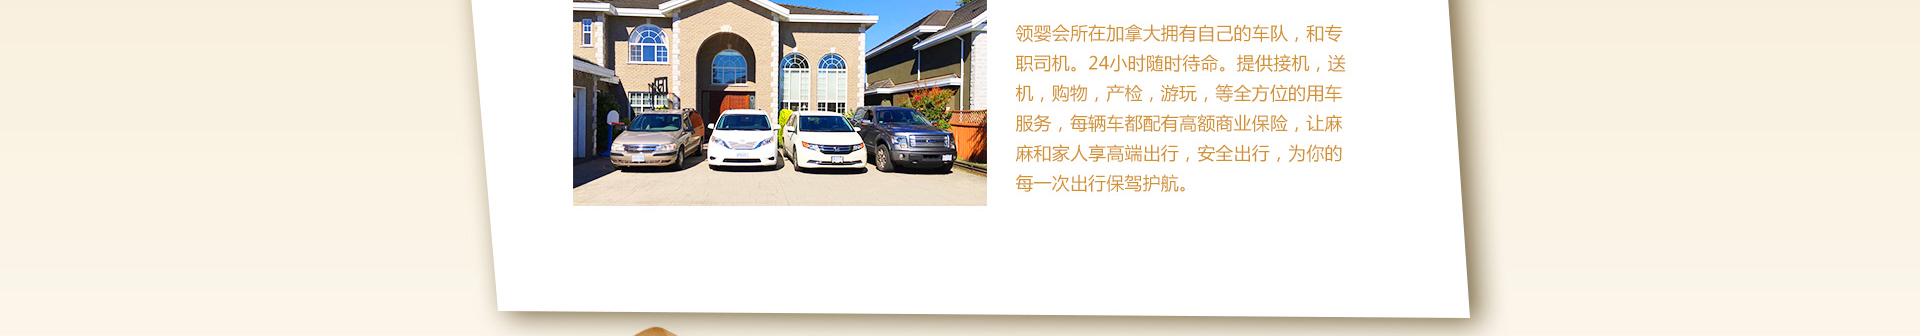 领婴会所在加拿大拥有自己的车队，和专
职司机。24小时随时待命。提供接机，送
机，购物，产检，游玩，等全方位的用车
服务，每辆车都配有高额商业保险，让麻
麻和家人享高端出行，安全出行，为你的
每一次出行保驾护航。